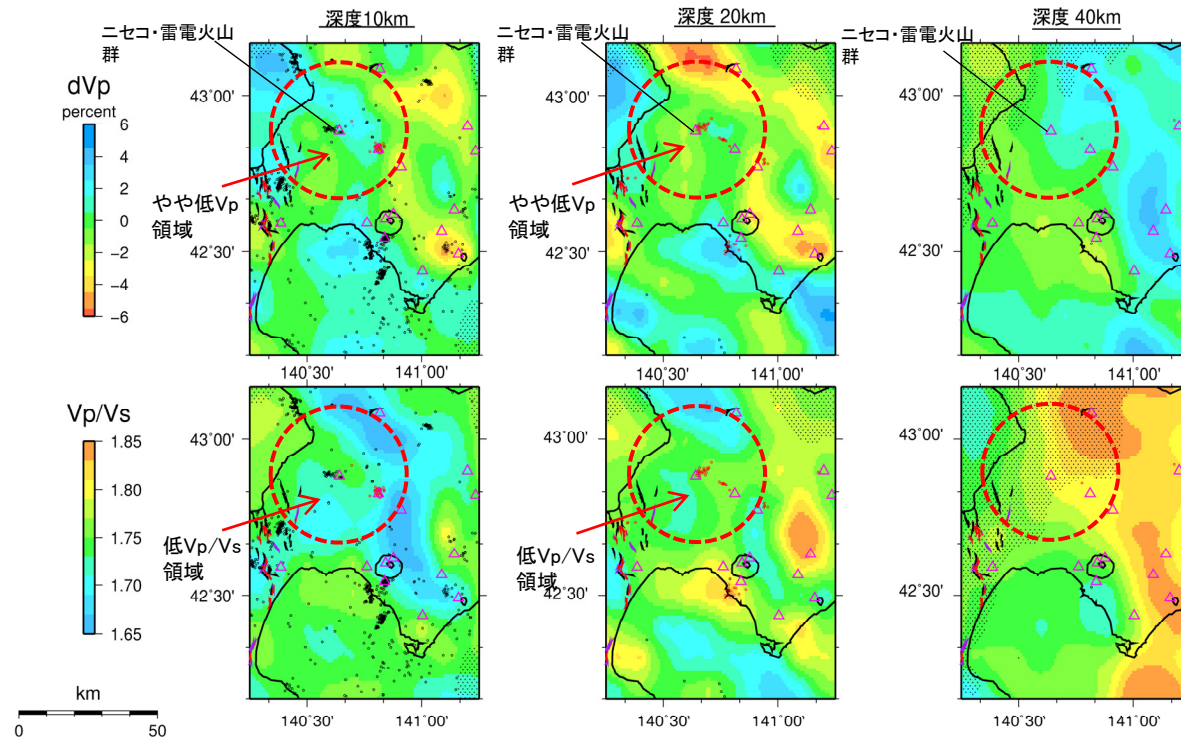 深度10km
深度 20km
深度 40km
ニセコ・雷電火山
群
ニセコ・雷電火山
群
ニセコ・雷電火山
群
dVp
percent
6
4
2
0
−2
−4
−6
43°00'
42°30'
やや低Vp
領域
140°30'
141°00'
43°00'
42°30'
やや低Vp
領域
140°30'
141°00'
43°00'
42°30'
140°30'
141°00'
Vp/Vs
1.85
1.80
1.75
1.70
1.65
43°00'
42°30'
低Vp/Vs
領域
140°30'
141°00'
43°00'
42°30'
低Vp/Vs
領域
140°30'
141°00'
43°00'
42°30'
140°30'
141°00'
km
0
50